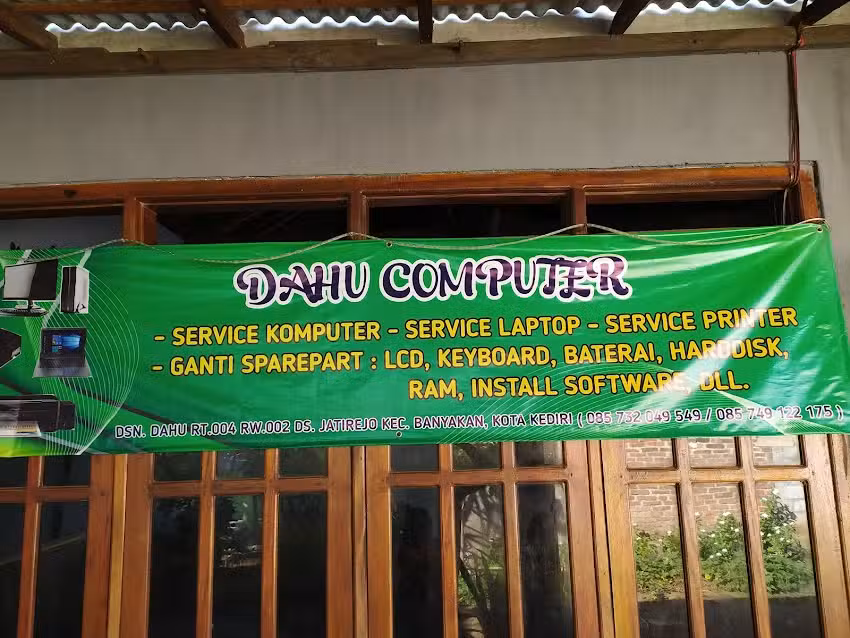 DAHU COMPUTER
- SERVICE KOMPUTER - SERVICE LAPTOP - SERVICE PRINTER
- GANTI SPAREPART : LCD, KEYBOARD, BATERAI, HARDDISK,
RAM, INSTALL SOFTWARE, DLL.
DSN. DAHU RT.004 RW.002 DS. JATIREJO KEC. BANYAKAN, KOTA KEDIRI ( 085 732 049 549 / 085 749 122 175 )